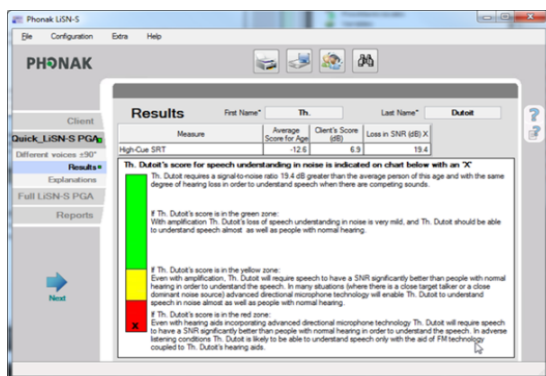 Phonak LiSN-S
File Configuration Extra Help
PHONAK
Client
Quick_LiSN-S PGA
Different voices ±90°
Results
Explanations
Full LiSN-S PGA
Reports
Next
Results First Name* Th. Last Name* Dutoit
Measure Average Score for Age Client's Score (dB) Loss in SNR (dB) X
High-Cue SRT -12.6 6.9 19.4
Th. Dutoit's score for speech understanding in noise is indicated on chart below with an 'X'
Th. Dutoit requires a signal-to-noise ratio 19.4 dB greater than the average person of this age and with the same
degree of hearing loss in order to understand speech when there are competing sounds.
If Th. Dutoit's score is in the green zone:
With amplification Th. Dutoit's loss of speech understanding in noise is very mild, and Th. Dutoit should be able
to understand speech almost as well as people with normal hearing.
If Th. Dutoit's score is in the yellow zone:
Even with amplification, Th. Dutoit will require speech to have a SNR significantly better than people with normal
hearing in order to understand the speech. In many situations (where there is a close target talker or a close
dominant noise source) advanced directional microphone technology will enable Th. Dutoit to understand
speech in noise almost as well as people with normal hearing.
If Th. Dutoit's score is in the red zone:
Even with hearing aids incorporating advanced directional microphone technology Th. Dutoit will require speech
to have a SNR significantly better than people with normal hearing in order to understand the speech. In adverse
listening conditions Th. Dutoit is likely to be able to understand speech only with the aid of FM technology
coupled to Th. Dutoit's hearing aids.
X